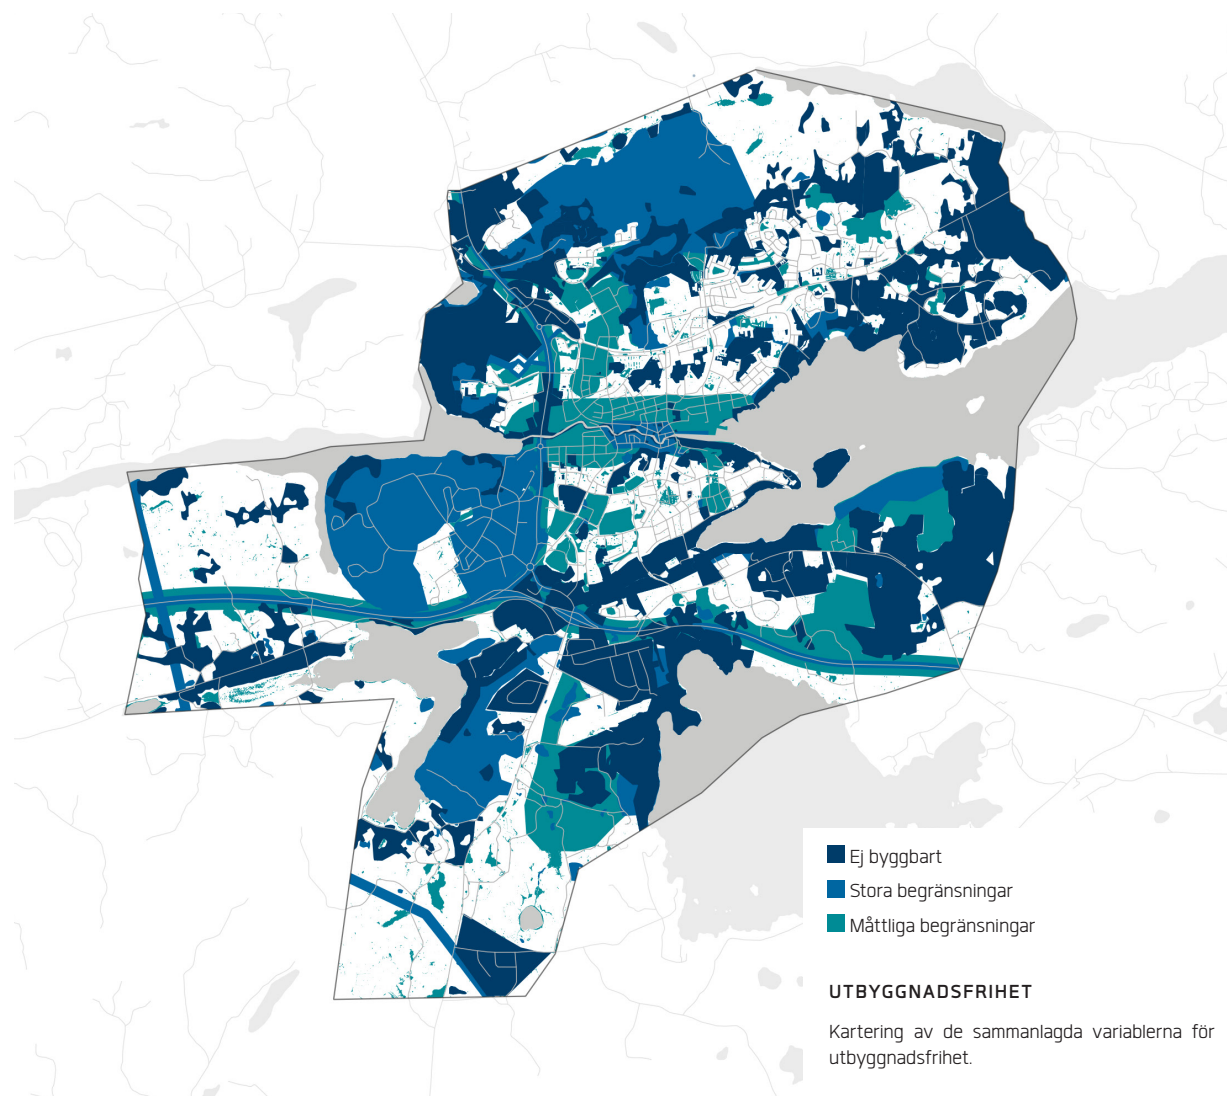 Ej byggbart
Stora begränsningar
Måttliga begränsningar
UTBYGGNADSFRIHET
Kartering av de sammanlagda variablerna för
utbyggnadsfrihet.